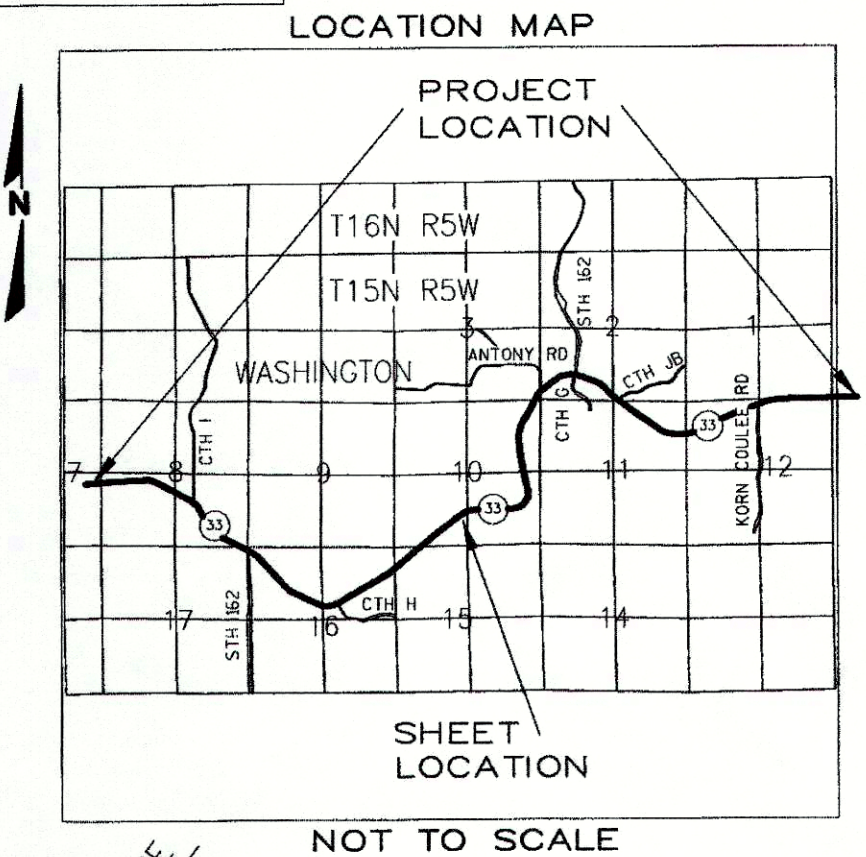 LOCATION MAP
PROJECT
LOCATION
N
T16N R5W
T15N R5W
STH 162
3
2
1
ANTONY RD
WASHINGTON
CTH JB
CTH G
33
KORN COULEE RD
CTH I
7
8
9
10
11
12
33
33
CTH H
17
16
15
14
STH 162
SHEET
LOCATION
NOT TO SCALE